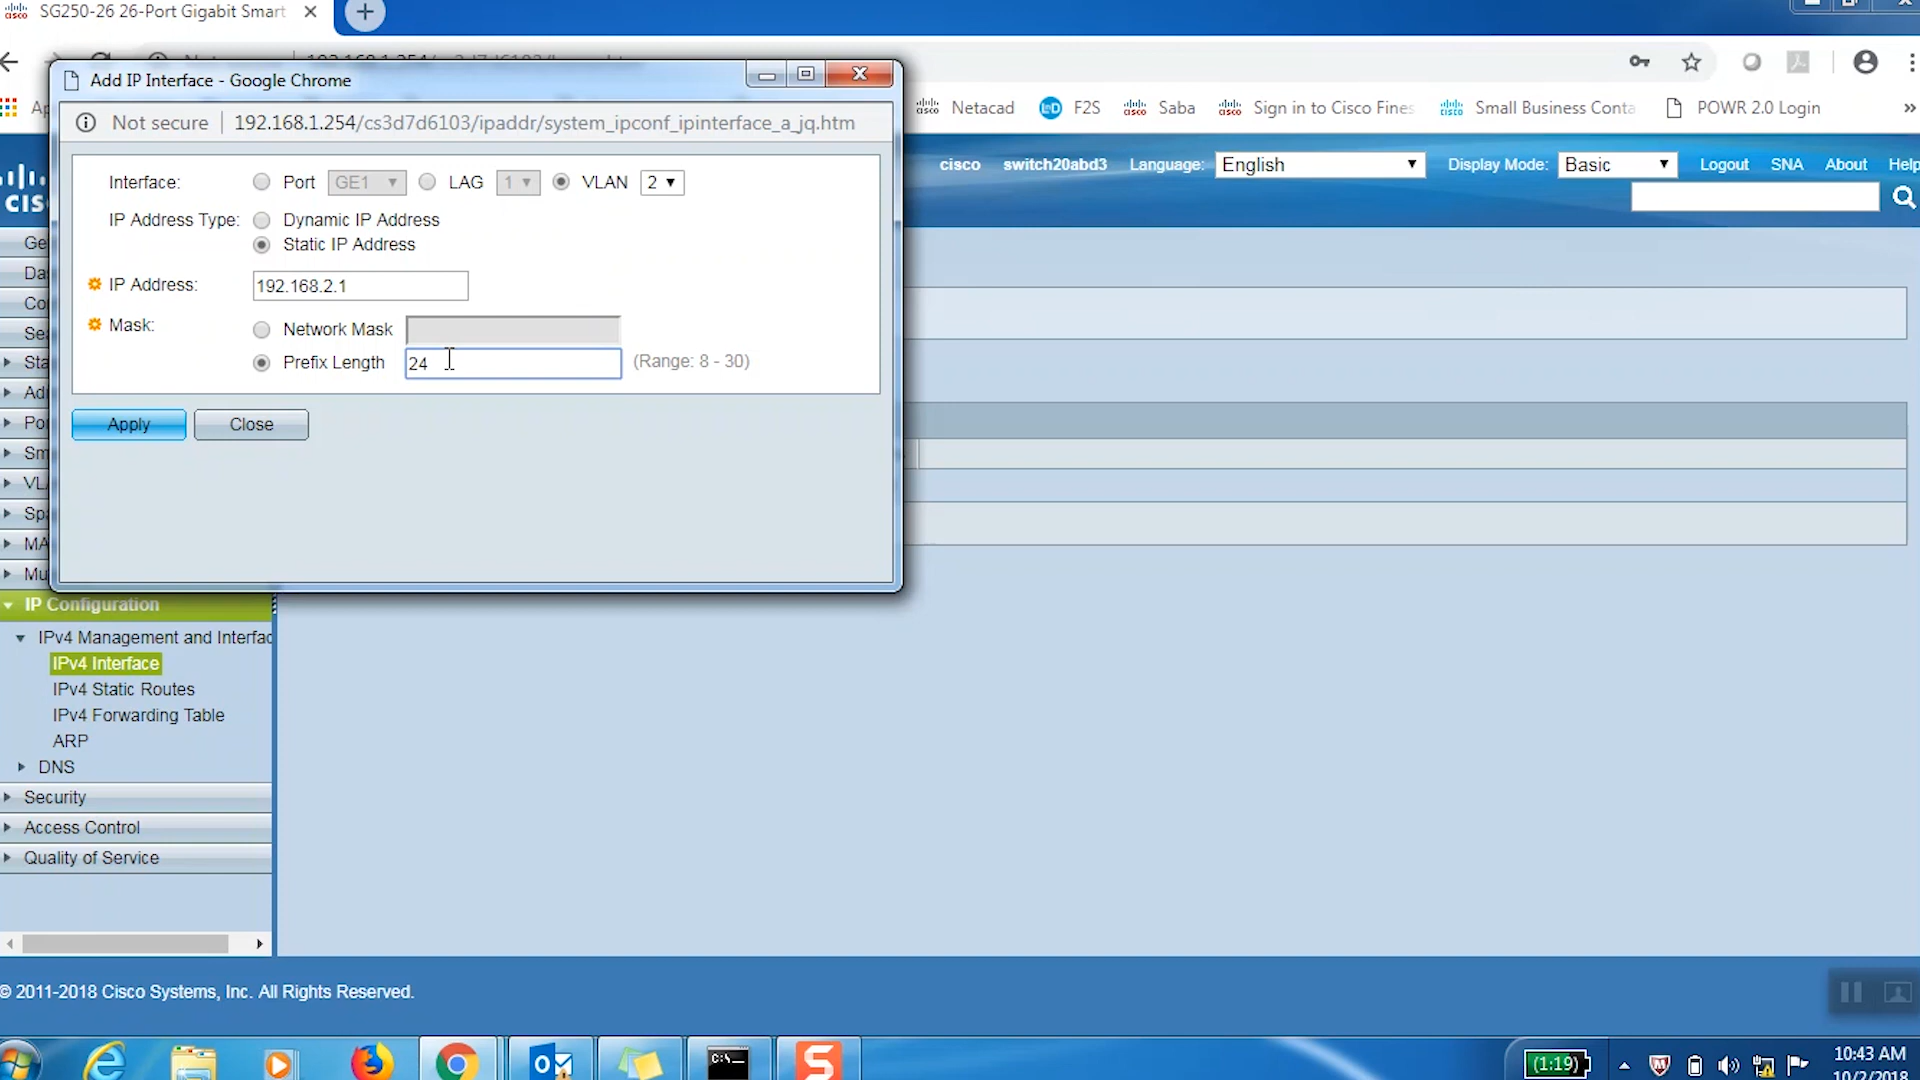 SG250-26 26-Port Gigabit Smart
Add IP Interface - Google Chrome
Not secure 192.168.1.254/cs3d7d6103/ipaddr/system_ipconf_ipinterface_a_jq.htm
Netacad F2S Saba Sign in to Cisco Fines Small Business Conta POWR 2.0 Login »
cisco switch20abd3 Language: English Display Mode: Basic Logout SNA About Help
Interface: Port GE1 LAG 1 VLAN 2
IP Address Type: Dynamic IP Address
Static IP Address
IP Address: 192.168.2.1
Mask: Network Mask
Prefix Length 24 (Range: 8 - 30)
Apply Close
IP Configuration
IPv4 Management and Interfac
IPv4 Interface
IPv4 Static Routes
IPv4 Forwarding Table
ARP
DNS
Security
Access Control
Quality of Service
© 2011-2018 Cisco Systems, Inc. All Rights Reserved.
(1:19) 10:43 AM
10/2/2018